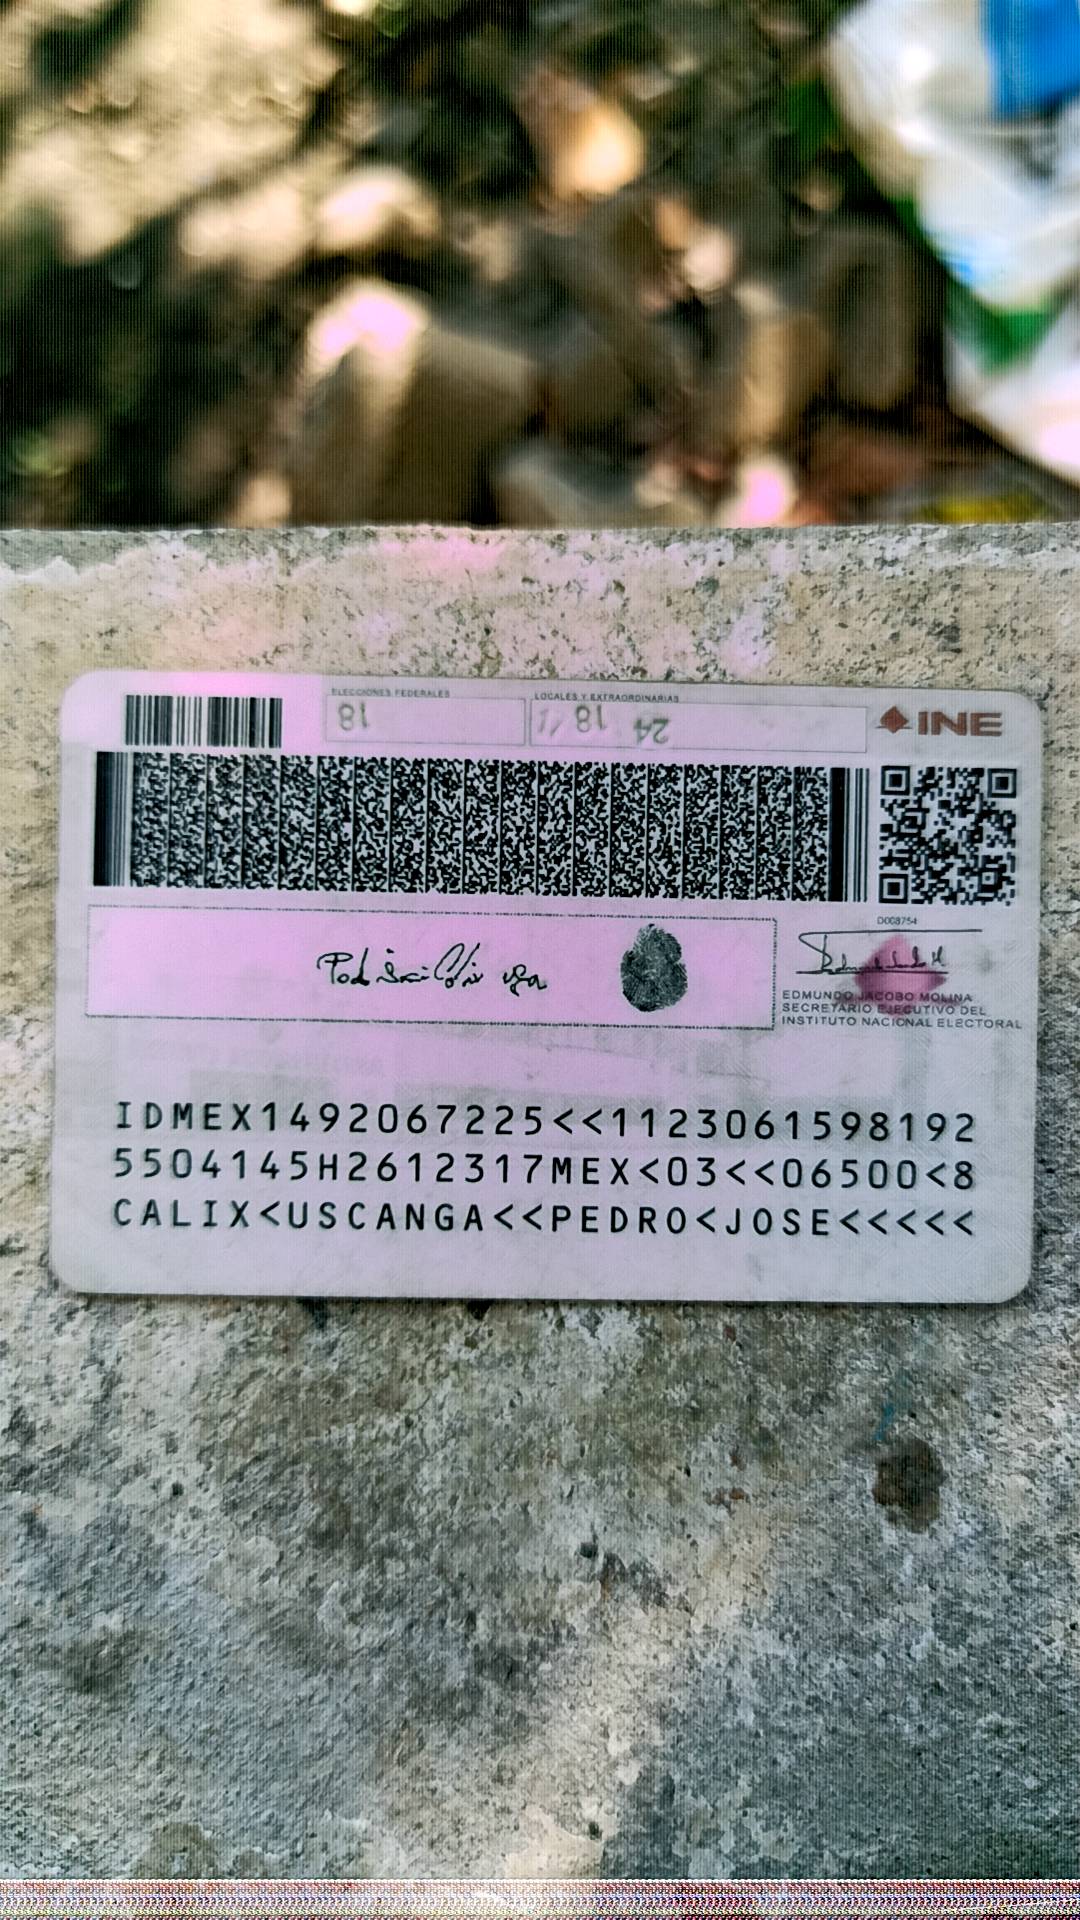 ELECCIONES FEDERALES
LOCALES Y EXTRAORDINARIAS
18
18
24
INE
D008754
EDMUNDO JACOBO MOLINA
SECRETARIO EJECUTIVO DEL
INSTITUTO NACIONAL ELECTORAL
IDMEX1492067225<<1123061598192
5504145H2612317MEX<03<<06500<8
CALIX<USCANGA<<PEDRO<JOSE<<<<<